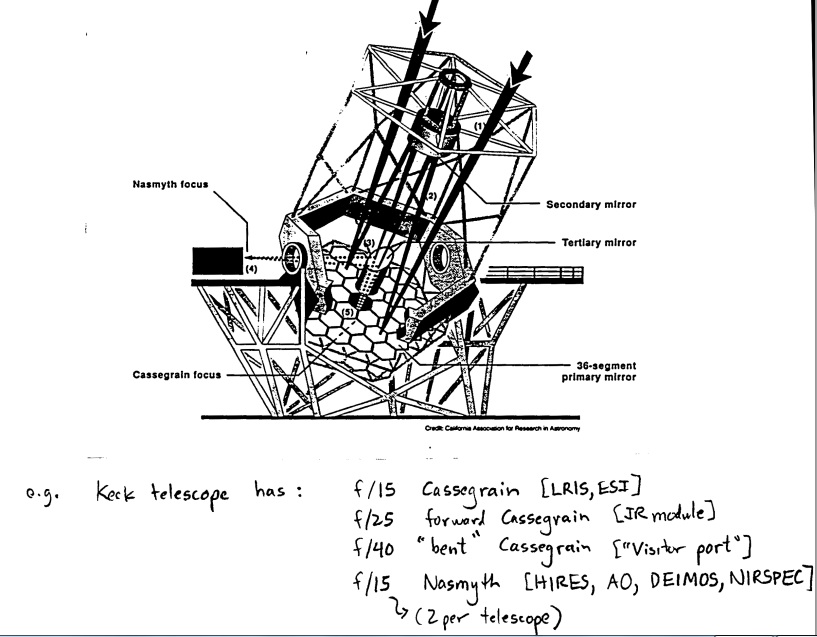 (1)
Nasmyth focus
(2)
Secondary mirror
(3)
Tertiary mirror
(4)
(5)
Cassegrain focus
36-segment
primary mirror
Credit: California Association for Research in Astronomy
e.g. Keck telescope has : f/15 Cassegrain [LRIS, ESI]
f/25 forward Cassegrain [IR module]
f/40 "bent" Cassegrain ["Visitor port"]
f/15 Nasmyth [HIRES, AO, DEIMOS, NIRSPEC]
(2 per telescope)